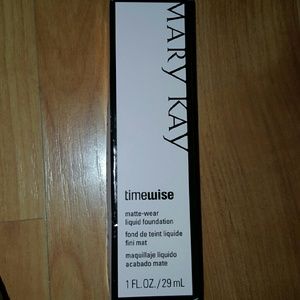 MARY KAY
timewise
matte-wear
liquid foundation
fond de teint liquide
fini mat
maquillaje líquido
acabado mate
1 FL. OZ. / 29 mL